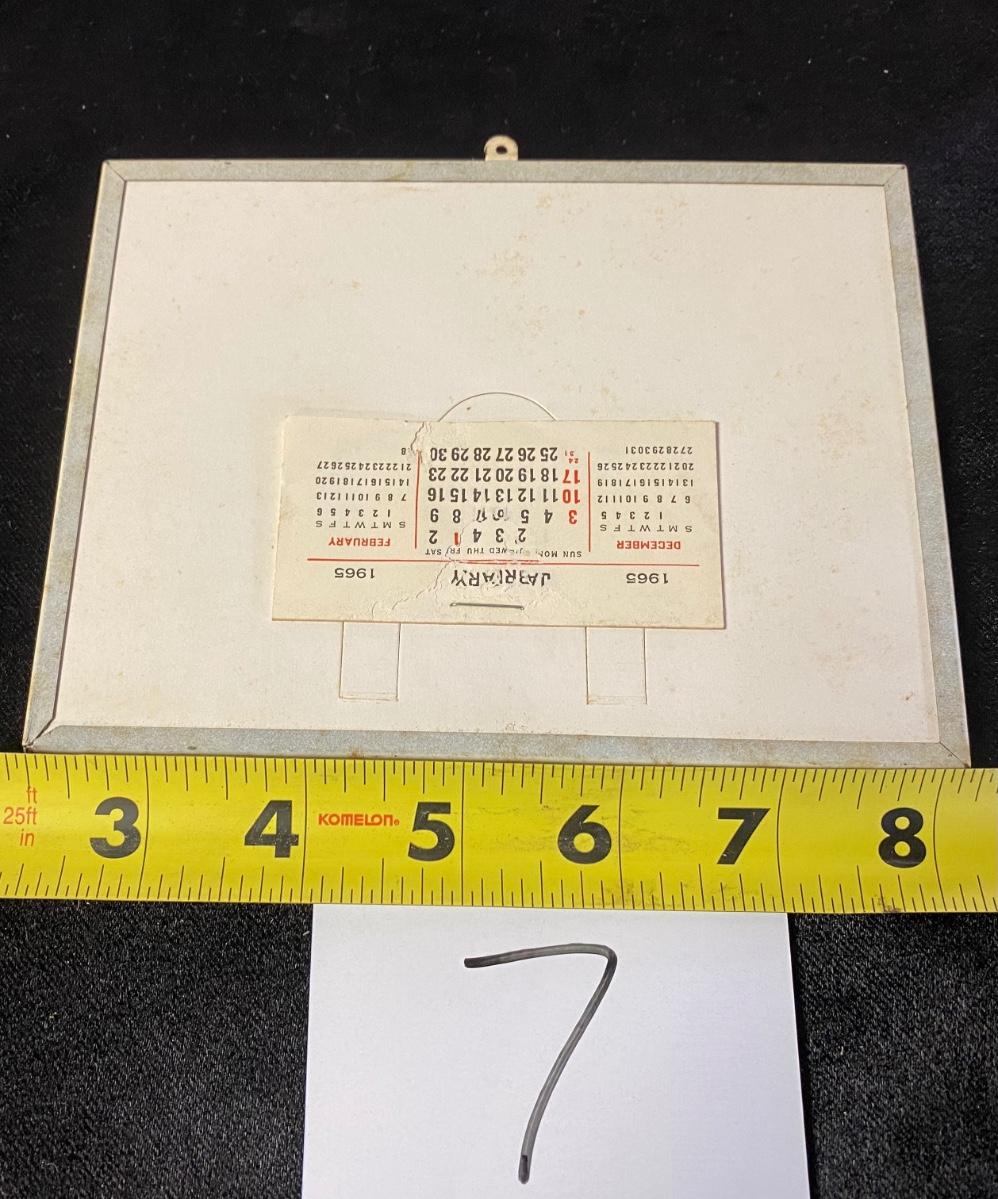 1965
DECEMBER
S M T W T F S
1 2 3 4 5
6 7 8 9 10 11 12
13 14 15 16 17 18 19
20 21 22 23 24 25 26
27 28 29 30 31
SUN MON WED THU FRI SAT
1 2
3 4 5 6 7 8 9
10 11 12 13 14 15 16
17 18 19 20 21 22 23
24 31 25 26 27 28 29 30
1965
FEBRUARY
S M T W T F S
1 2 3 4 5 6
7 8 9 10 11 12 13
14 15 16 17 18 19 20
21 22 23 24 25 26 27
ft
25ft
in
3 4 KOMELON® 5 6 7 8
7